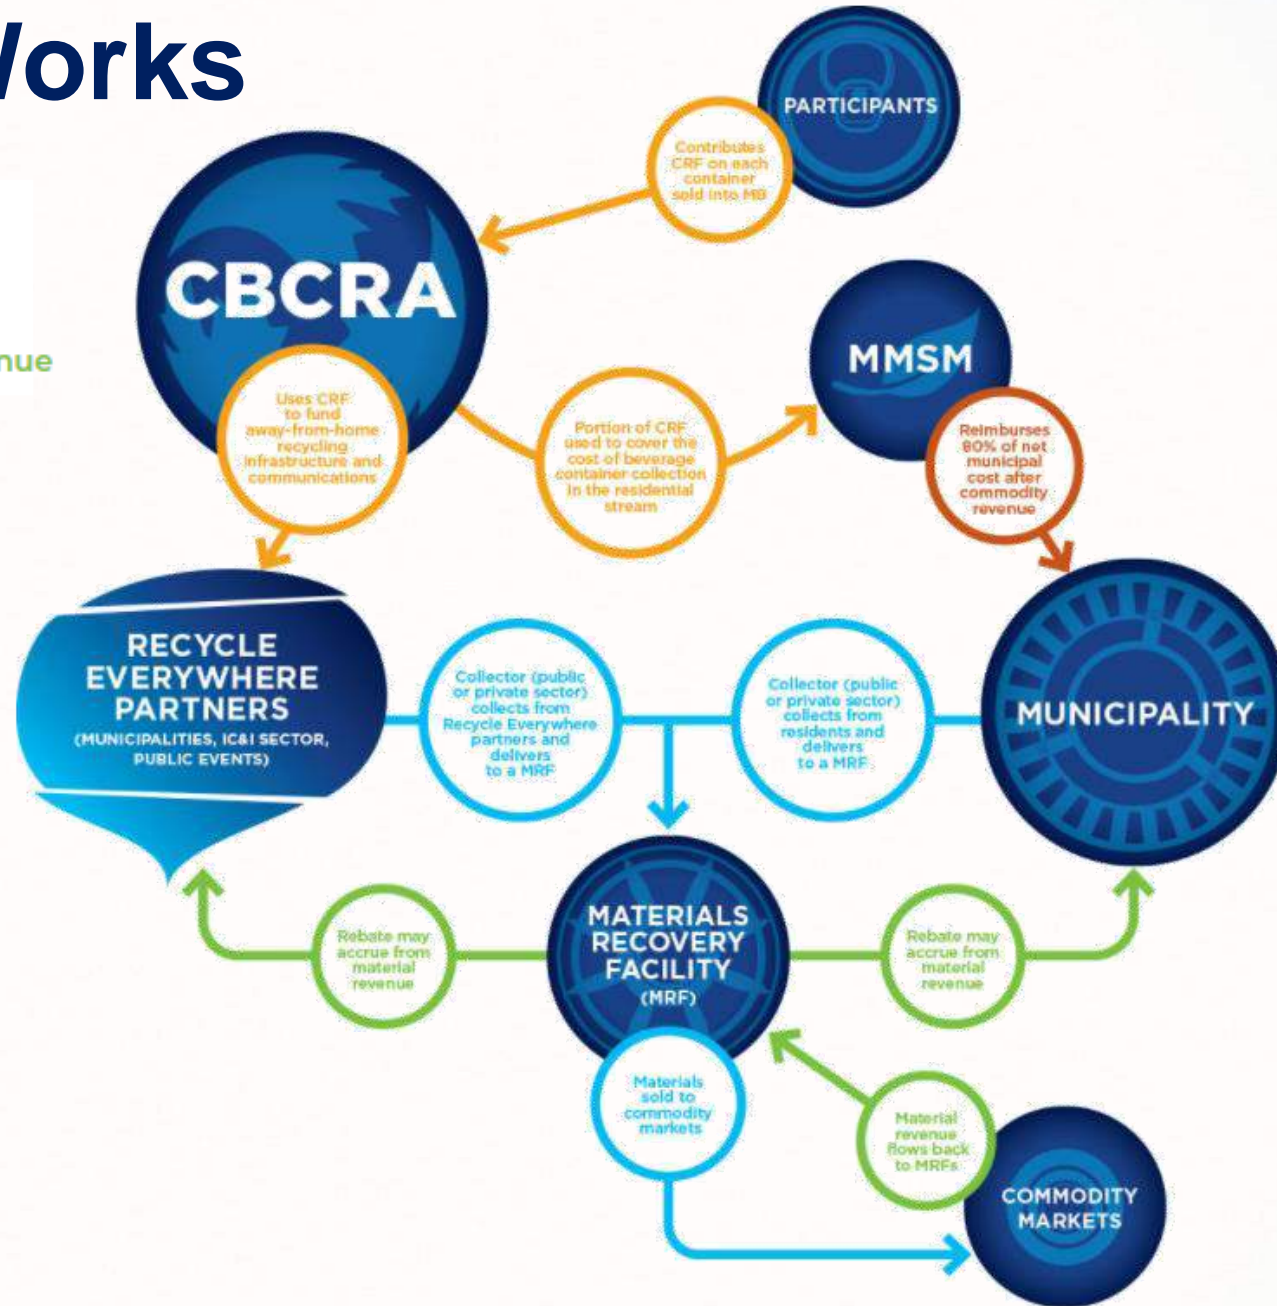 Works
nue
PARTICIPANTS
Contributes
CRF on each
container
sold into MB
CBCRA
MMSM
Uses CRF
to fund
away-from-home
recycling
infrastructure and
communications
Portion of CRF
used to cover the
cost of beverage
container collection
in the residential
stream
Reimburses
80% of net
municipal
cost after
commodity
revenue
RECYCLE
EVERYWHERE
PARTNERS
(MUNICIPALITIES, IC&I SECTOR,
PUBLIC EVENTS)
Collector (public
or private sector)
collects from
Recycle Everywhere
partners and
delivers
to a MRF
Collector (public
or private sector)
collects from
residents and
delivers
to a MRF
MUNICIPALITY
Rebate may
accrue from
material
revenue
MATERIALS
RECOVERY
FACILITY
(MRF)
Rebate may
accrue from
material
revenue
Materials
sold to
commodity
markets
Material
revenue
flows back
to MRFs
COMMODITY
MARKETS